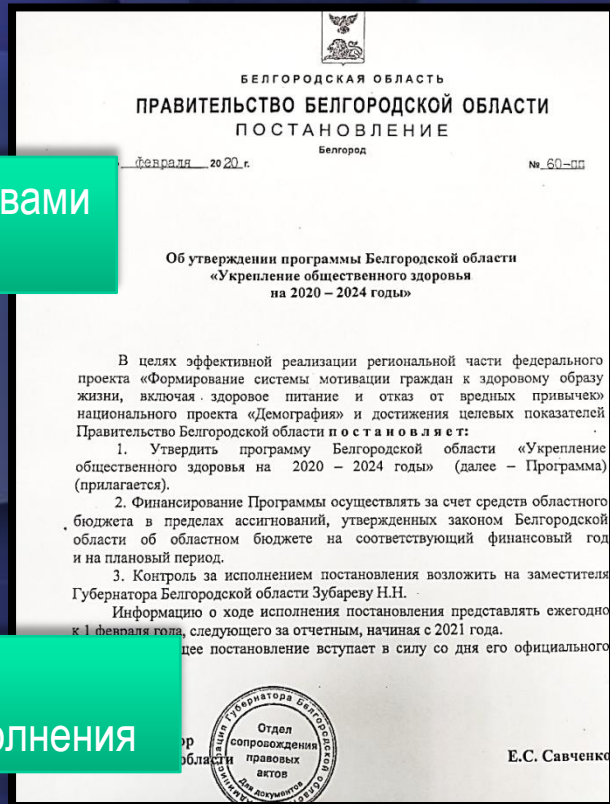 БЕЛГОРОДСКАЯ ОБЛАСТЬ
ПРАВИТЕЛЬСТВО БЕЛГОРОДСКОЙ ОБЛАСТИ
ПОСТАНОВЛЕНИЕ
Белгород
февраля 2020 г.
№ 60-пп
вами
Об утверждении программы Белгородской области
«Укрепление общественного здоровья
на 2020 – 2024 годы»
В целях эффективной реализации региональной части федерального
проекта «Формирование системы мотивации граждан к здоровому образу
жизни, включая здоровое питание и отказ от вредных привычек»
национального проекта «Демография» и достижения целевых показателей
Правительство Белгородской области п о с т а н о в л я е т:
1. Утвердить программу Белгородской области «Укрепление
общественного здоровья на 2020 – 2024 годы» (далее – Программа)
(прилагается).
2. Финансирование Программы осуществлять за счет средств областного
бюджета в пределах ассигнований, утвержденных законом Белгородской
области об областном бюджете на соответствующий финансовый год
и на плановый период.
3. Контроль за исполнением постановления возложить на заместителя
Губернатора Белгородской области Зубареву Н.Н.
Информацию о ходе исполнения постановления представлять ежегодно
к 1 февраля года, следующего за отчетным, начиная с 2021 года.
щее постановление вступает в силу со дня его официального
олнения
ор
области
Отдел
сопровождения
правовых
актов
Для документов
Губернатора
Е.С. Савченко